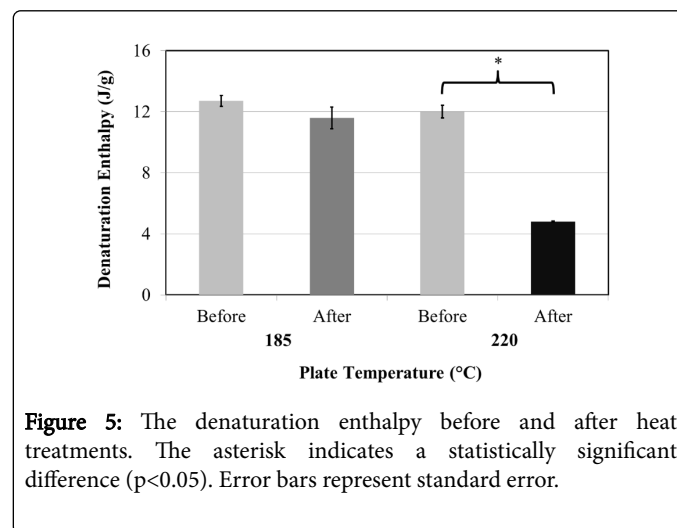 16
12
8
4
0
Denaturation Enthalpy (J/g)
*
Before After Before After
185 220
Plate Temperature (°C)
Figure 5: The denaturation enthalpy before and after heat
treatments. The asterisk indicates a statistically significant
difference (p<0.05). Error bars represent standard error.